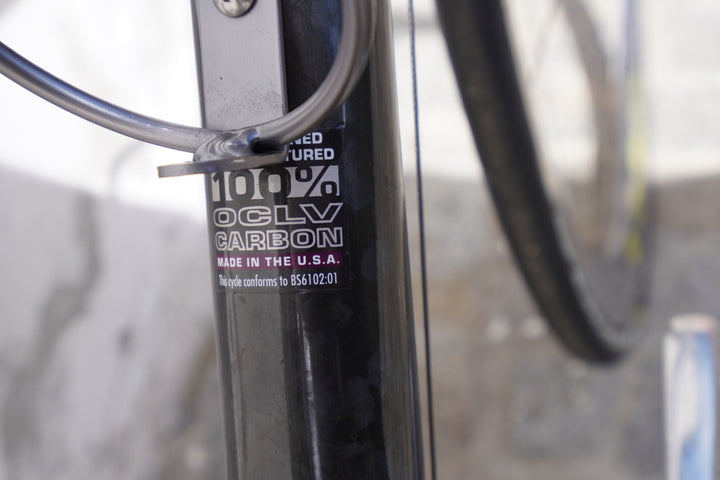 NED
TURED
100%
OCLV
CARBON
MADE IN THE U.S.A.
This cycle conforms to BS6102:01